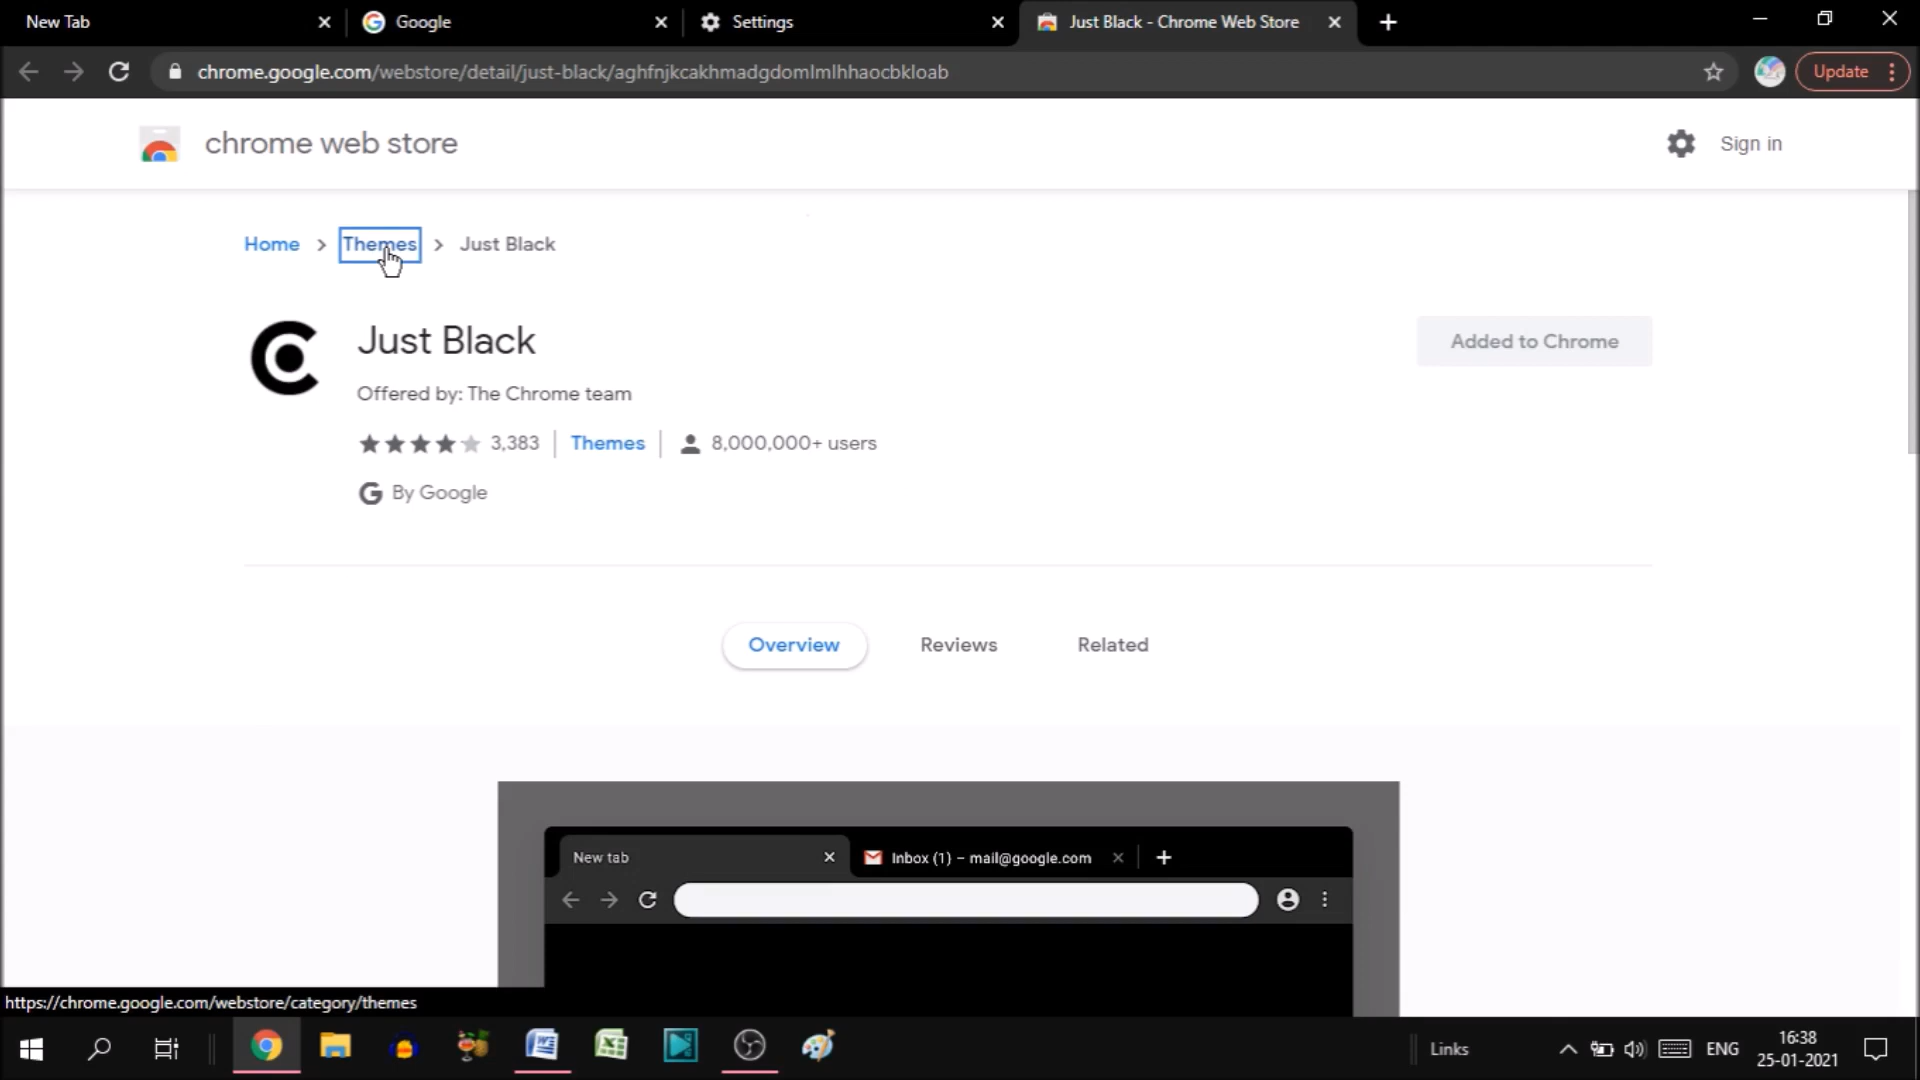 New Tab
Google
Settings
Just Black - Chrome Web Store
chrome.google.com/webstore/detail/just-black/aghfnjkcakhmadgdomlmlhhaocbkloab
Update
chrome web store
Sign in
Home > Themes > Just Black
Just Black
Added to Chrome
Offered by: The Chrome team
3,383 | Themes | 8,000,000+ users
By Google
Overview
Reviews
Related
New tab
Inbox (1) – mail@google.com
https://chrome.google.com/webstore/category/themes
Links
ENG
16:38
25-01-2021